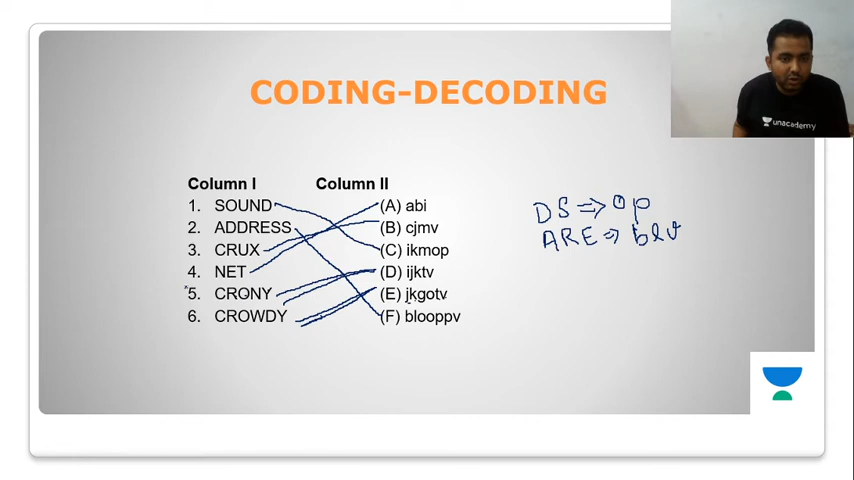 CODING-DECODING
unacademy
Column I Column II
1. SOUND (A) abi
2. ADDRESS (B) cjmv
3. CRUX (C) ikmop
4. NET (D) ijktv
5. CRONY (E) jkgotv
6. CROWDY (F) blooppv
DS ⇒ op
ARE ⇒ blv